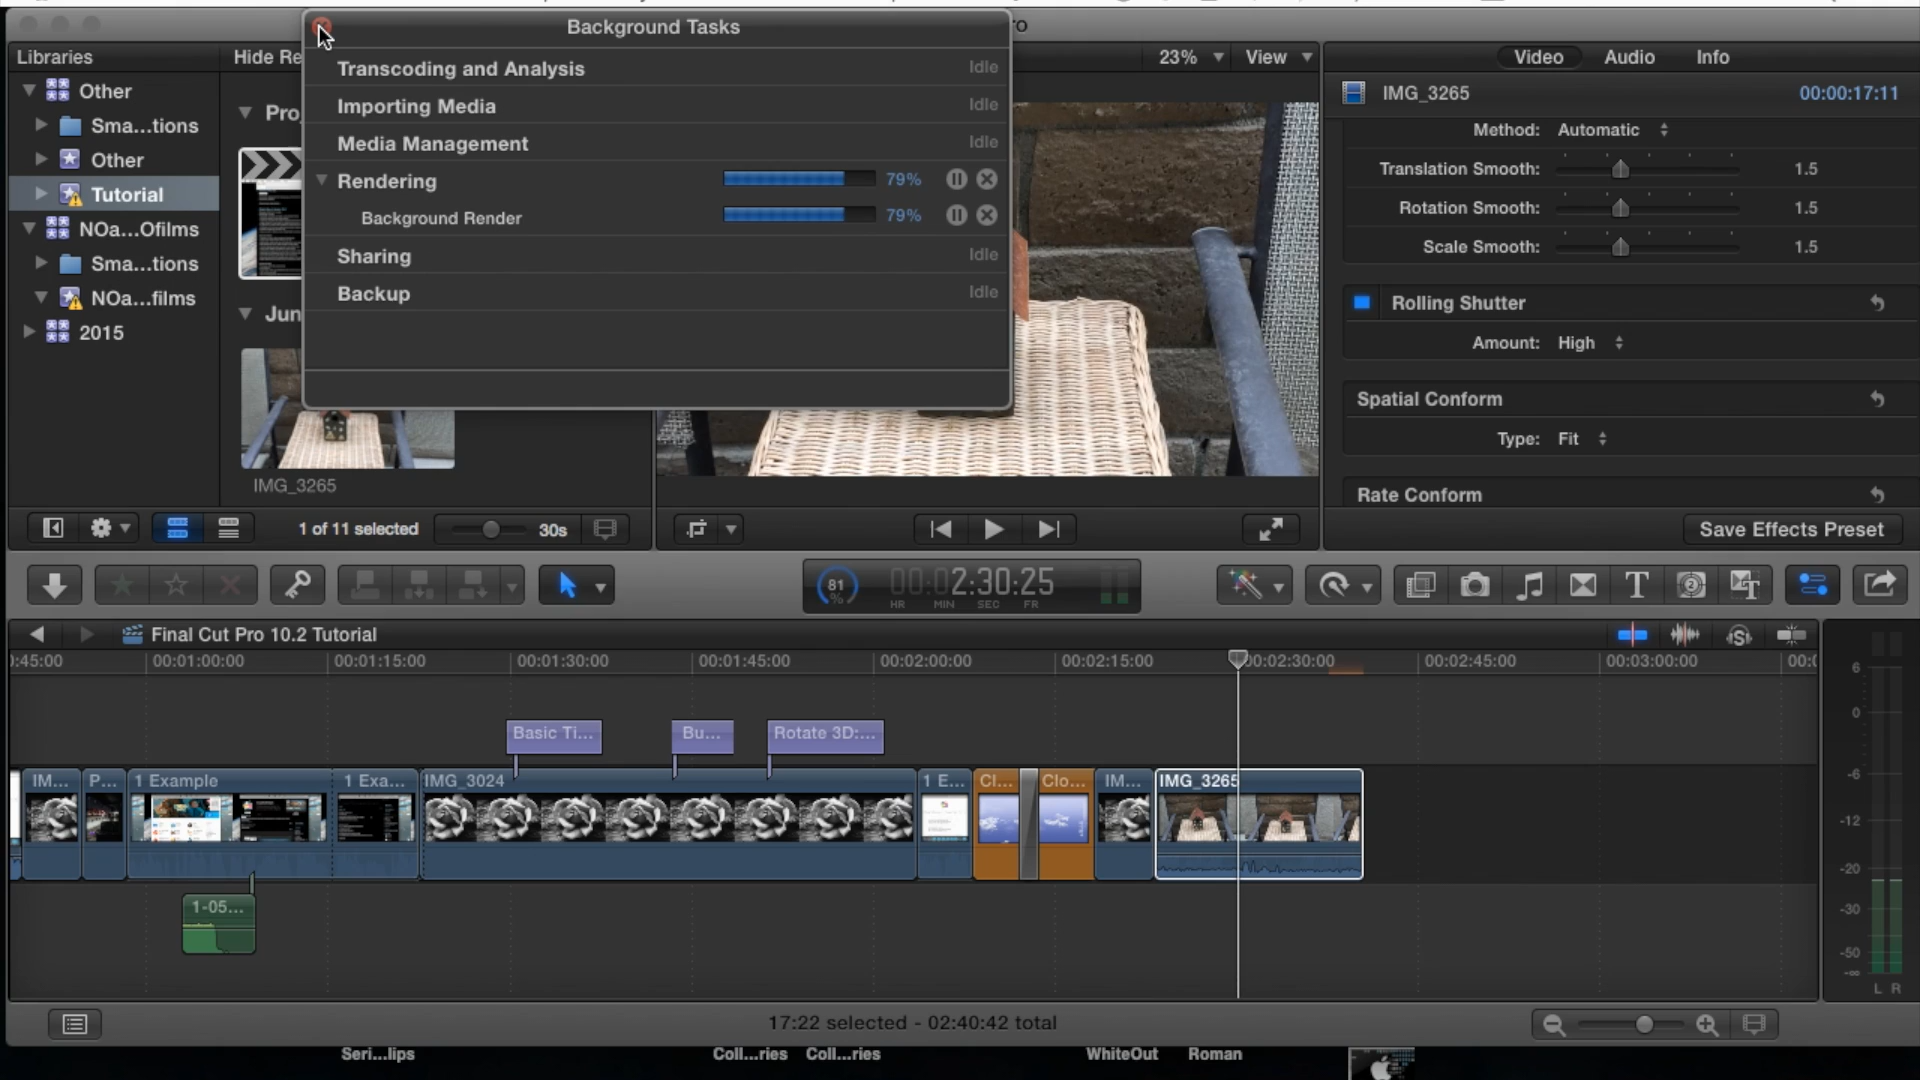 Background Tasks
Transcoding and Analysis Idle
Importing Media Idle
Media Management Idle
Rendering 79%
Background Render 79%
Sharing Idle
Backup Idle
Libraries
Hide Re
Other
Sma...tions
Other
Tutorial
NOa...Ofilms
Sma...tions
NOa...films
2015
Pro
Jun
IMG_3265
1 of 11 selected
30s
23% View
Video Audio Info
IMG_3265 00:00:17:11
Method: Automatic
Translation Smooth: 1.5
Rotation Smooth: 1.5
Scale Smooth: 1.5
Rolling Shutter
Amount: High
Spatial Conform
Type: Fit
Rate Conform
Save Effects Preset
81 % 00:02:30:25
HR MIN SEC FR
Final Cut Pro 10.2 Tutorial
:45:00 00:01:00:00 00:01:15:00 00:01:30:00 00:01:45:00 00:02:00:00 00:02:15:00 00:02:30:00 00:02:45:00 00:03:00:00 00:0
Basic Ti... Bu... Rotate 3D:...
IM... P... 1 Example 1 Exa... IMG_3024 1 E... Cl... Clo... IM... IMG_3265
1-05...
6
0
-6
-12
-20
-30
-50
-∞
L R
17:22 selected - 02:40:42 total
Seri...lips Coll...ries Coll...ries WhiteOut Roman